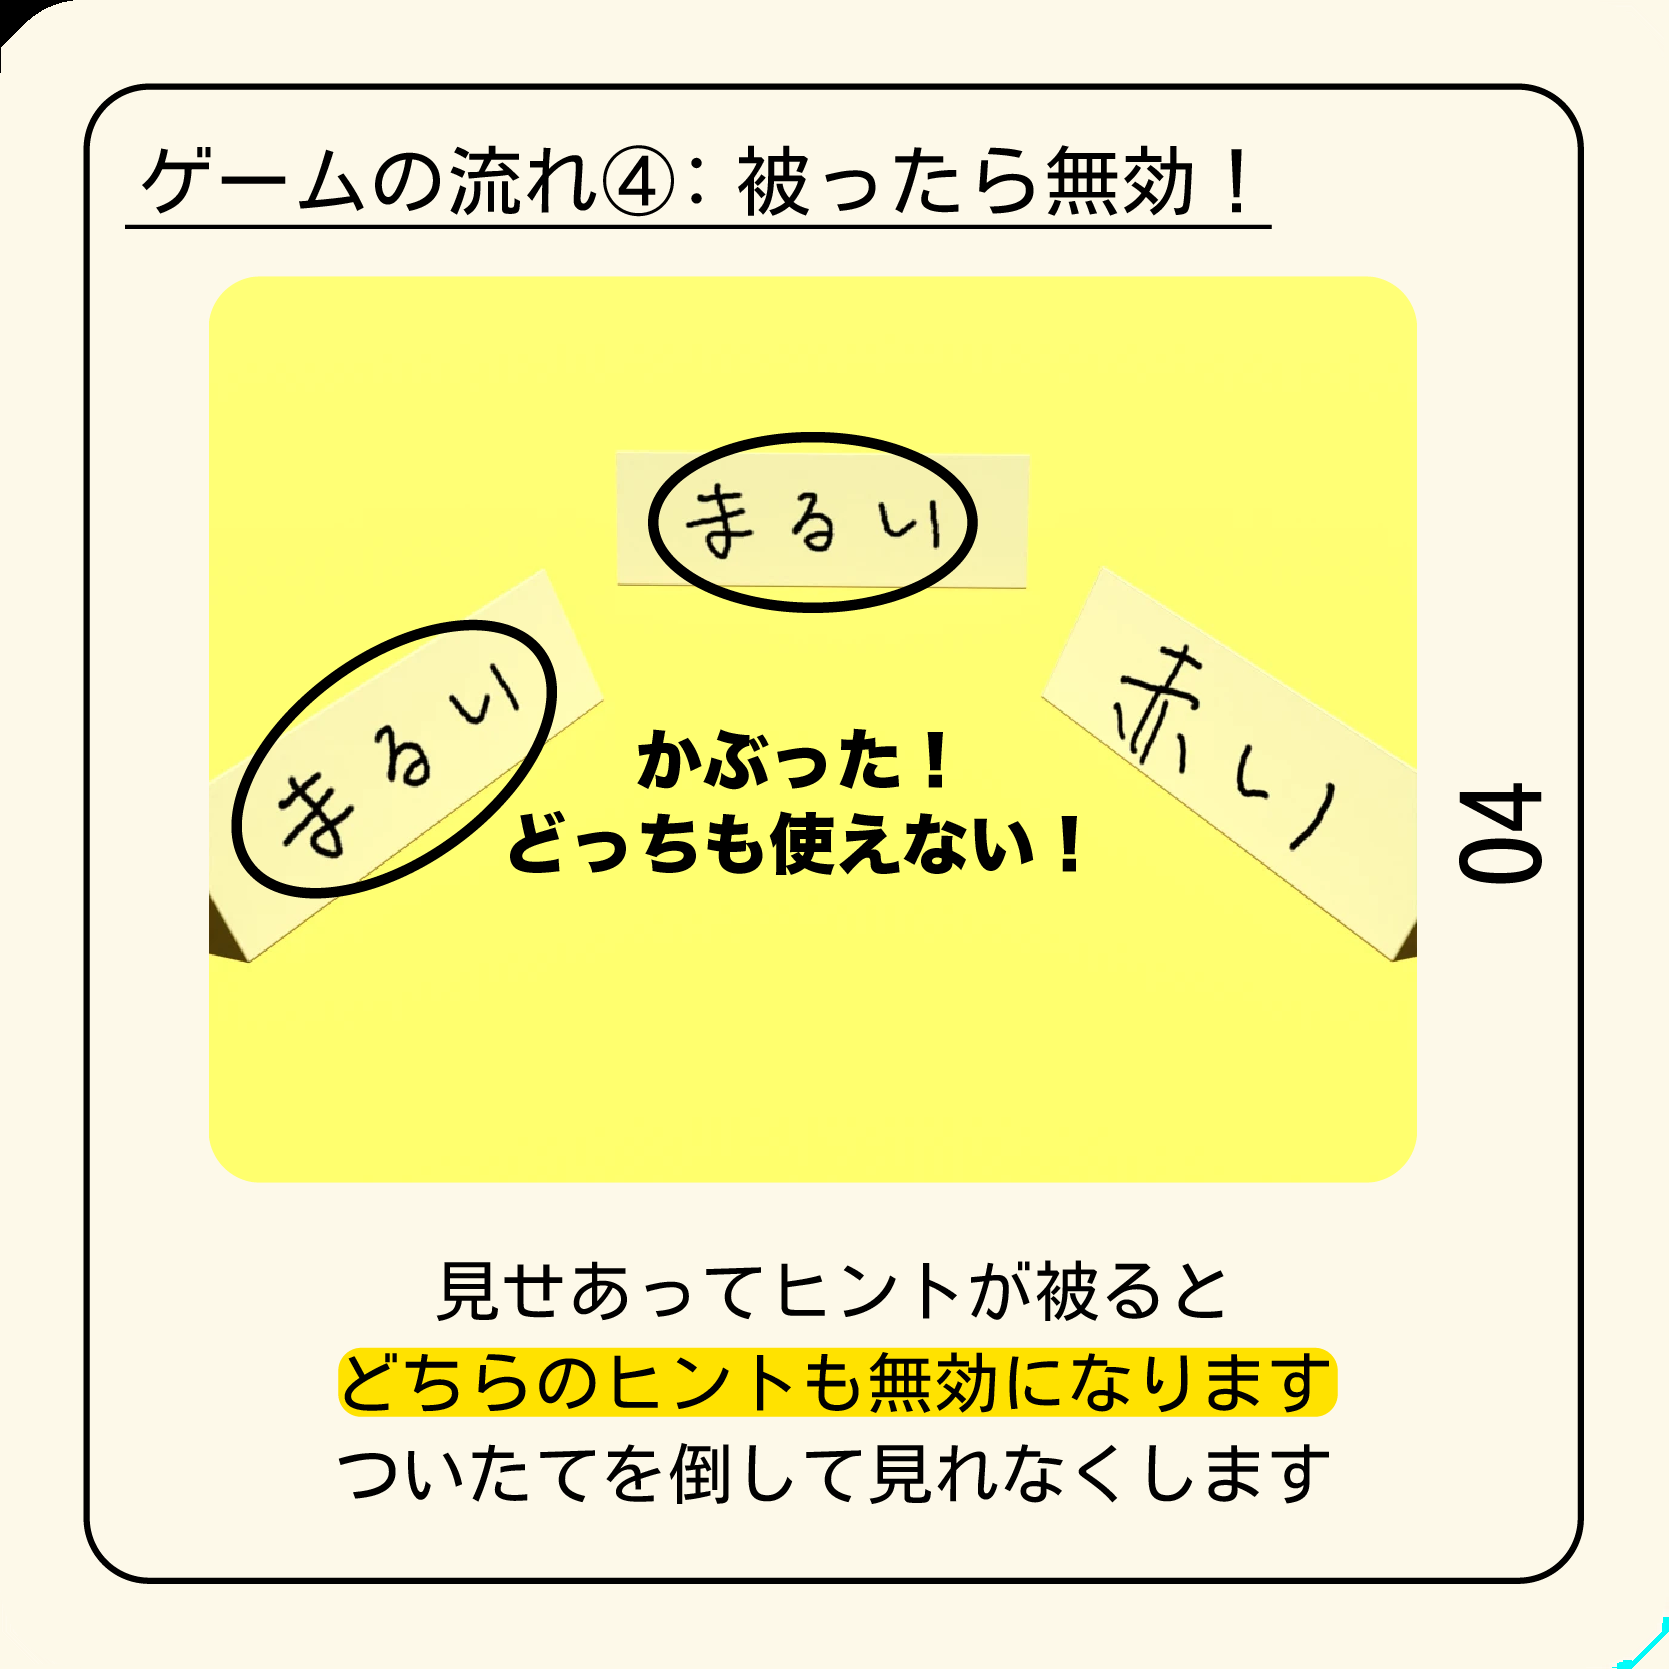 ゲームの流れ④：被ったら無効！
まるい
まるい
赤い
かぶった！
どっちも使えない！
04
見せあってヒントが被ると
どちらのヒントも無効になります
ついたてを倒して見れなくします